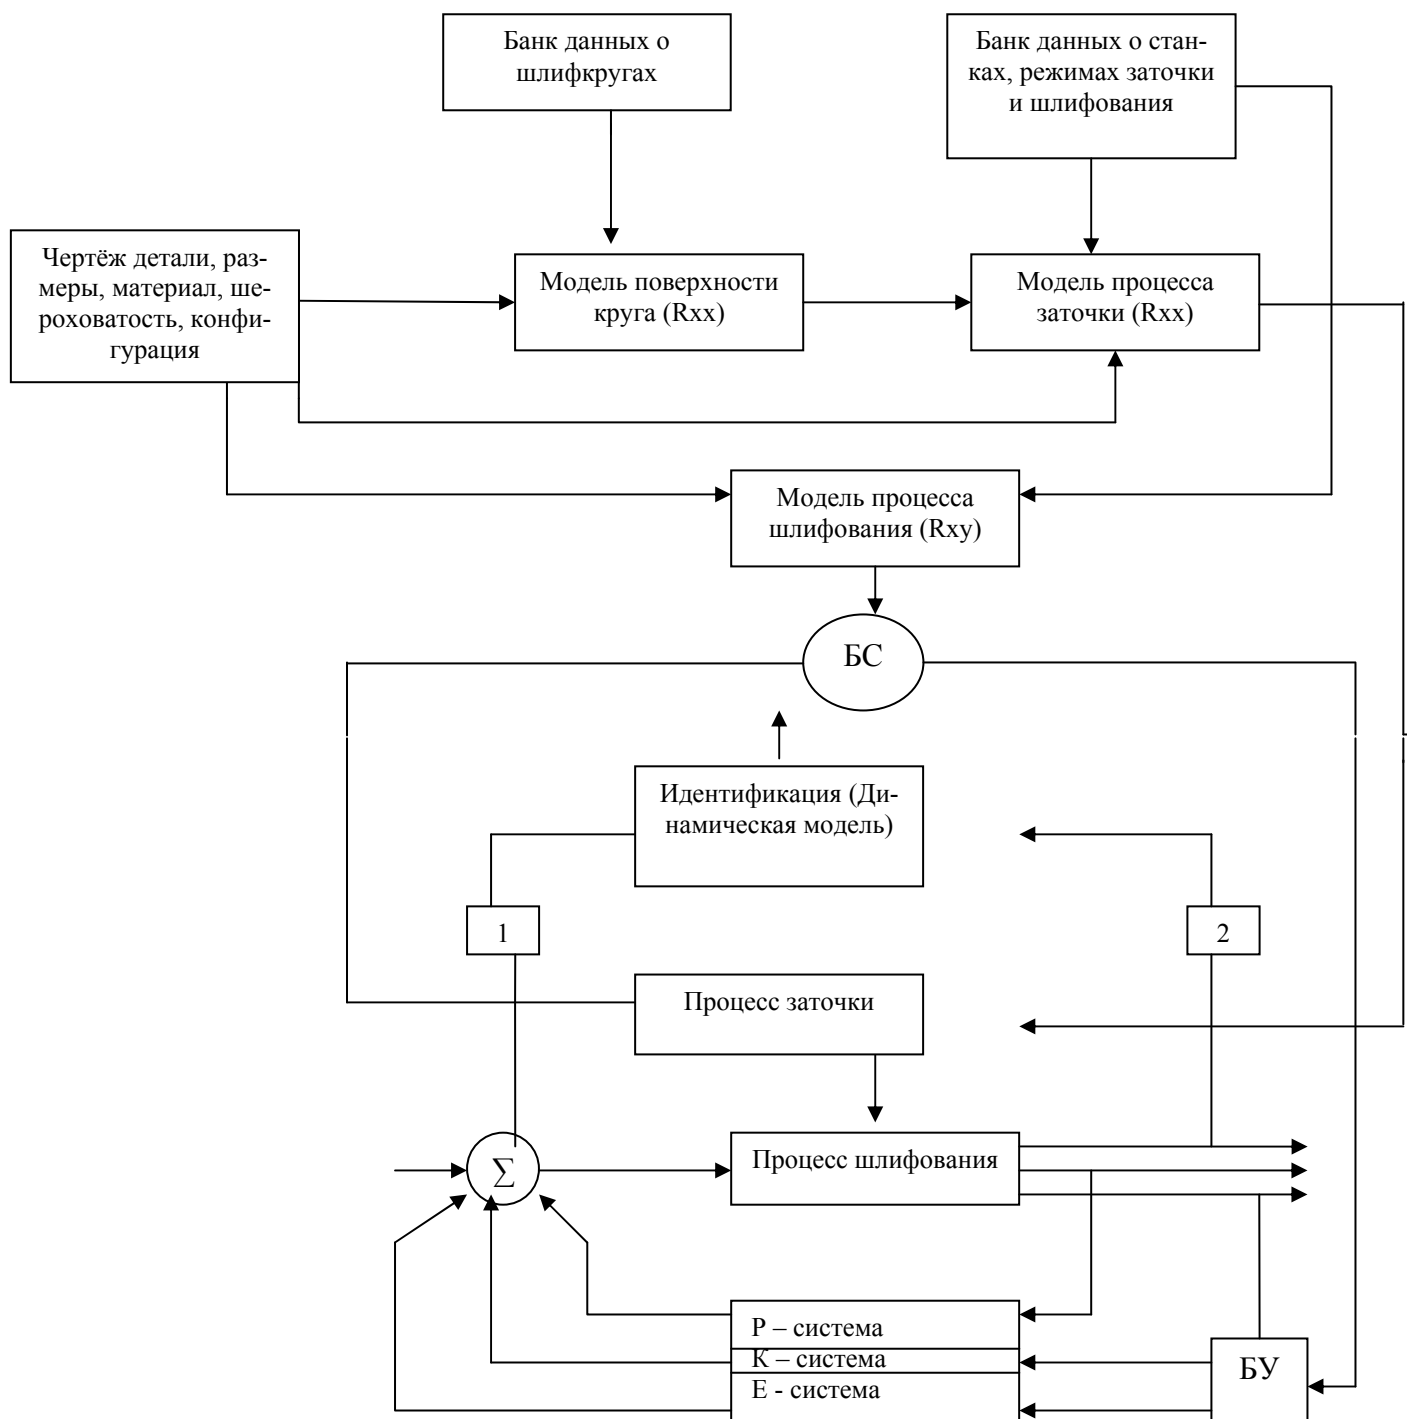 Банк данных о
шлифкругах
Банк данных о стан-
ках, режимах заточки
и шлифования
Чертёж детали, раз-
меры, материал, ше-
роховатость, конфи-
гурация
Модель поверхности
круга (Rxx)
Модель процесса
заточки (Rxx)
Модель процесса
шлифования (Rxy)
БС
Идентификация (Ди-
намическая модель)
1
2
Процесс заточки
∑
Процесс шлифования
Р – система
К – система
Е - система
БУ